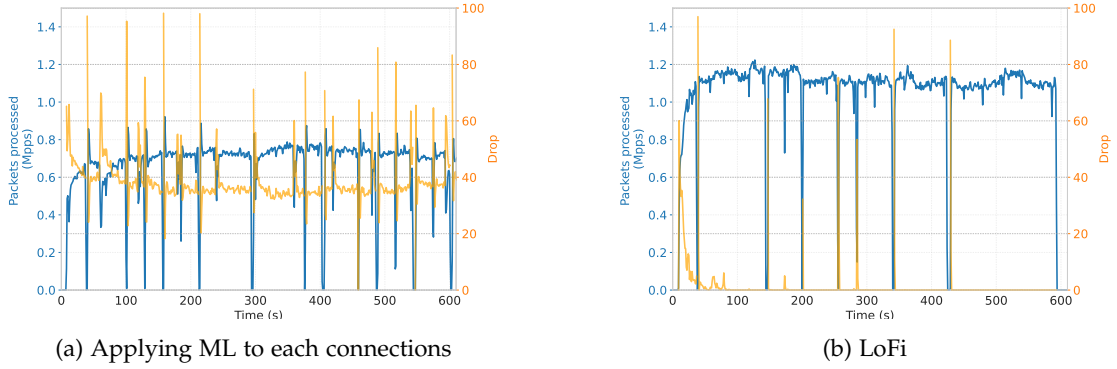 1.4
1.2
1.0
0.8
0.6
0.4
0.2
0.0
Packets processed
(Mpps)
100
80
60
40
20
0
Drop
0 100 200 300 400 500 600
Time (s)
(a) Applying ML to each connections
1.4
1.2
1.0
0.8
0.6
0.4
0.2
0.0
Packets processed
(Mpps)
100
80
60
40
20
0
Drop
0 100 200 300 400 500 600
Time (s)
(b) LoFi